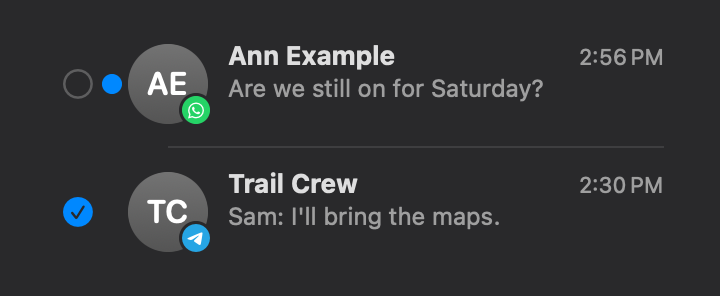 AE
Ann Example
2:56 PM
Are we still on for Saturday?
TC
Trail Crew
2:30 PM
Sam: I'll bring the maps.